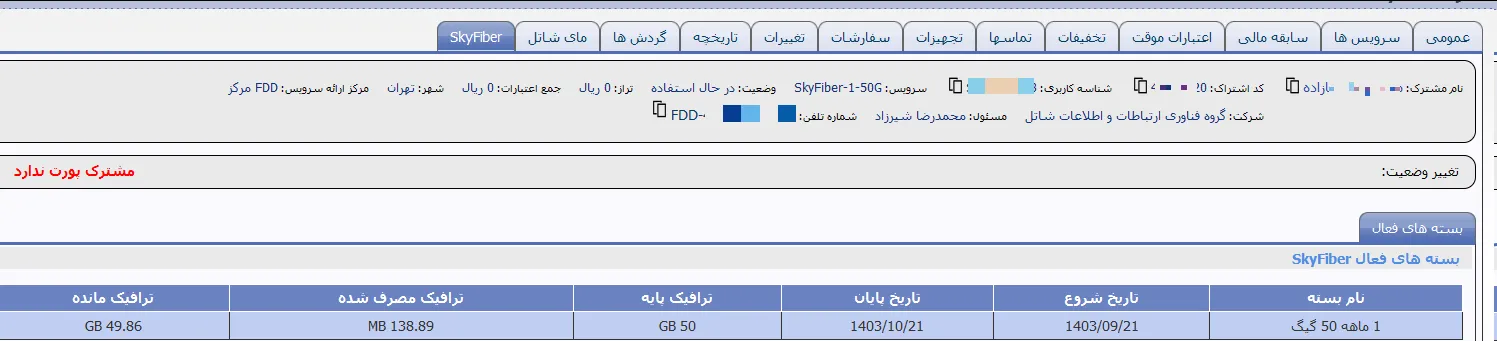 عمومی سرویس ها سابقه مالی اعتبارات موقت تخفیفات تماسها تجهیزات سفارشات تغییرات تاریخچه گردش ها مای شاتل SkyFiber
نام مشترک: کد اشتراک: شناسه کاربری: سرویس: SkyFiber-1-50G وضعیت: در حال استفاده تراز: 0 ریال جمع اعتبارات: 0 ریال شهر: تهران مرکز ارائه سرویس: FDD مرکز
شرکت: گروه فناوری ارتباطات و اطلاعات شاتل مسئول: محمدرضا شیرزاد شماره تلفن: FDD-
تغییر وضعیت: مشترک پورت ندارد
بسته های فعال
بسته های فعال SkyFiber
نام بسته تاریخ شروع تاریخ پایان ترافیک پایه ترافیک مصرف شده ترافیک مانده
1 ماهه 50 گیگ 1403/09/21 1403/10/21 50 GB 138.89 MB 49.86 GB